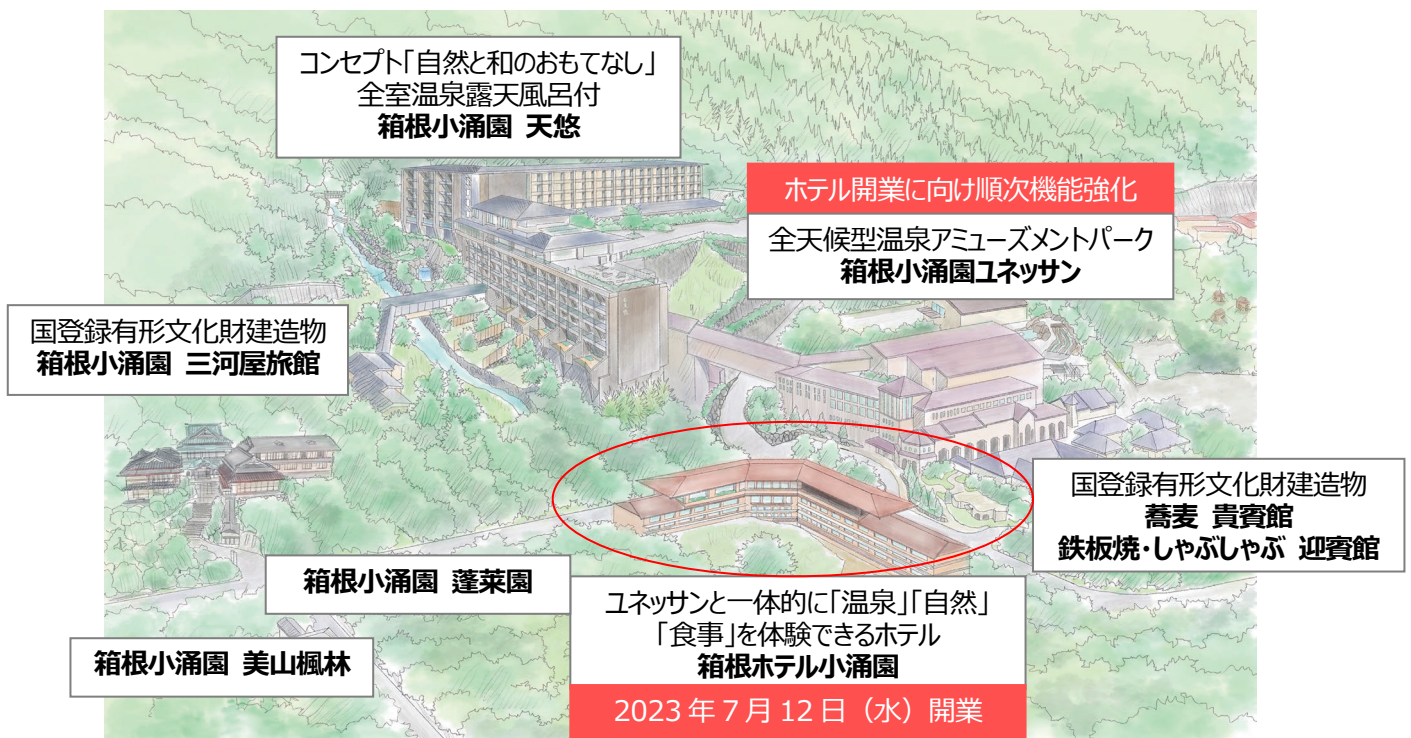 コンセプト「自然と和のおもてなし」
全室温泉露天風呂付
箱根小涌園 天悠
ホテル開業に向け順次機能強化
全天候型温泉アミューズメントパーク
箱根小涌園ユネッサン
国登録有形文化財建造物
箱根小涌園 三河屋旅館
国登録有形文化財建造物
蕎麦 貴賓館
鉄板焼・しゃぶしゃぶ 迎賓館
箱根小涌園 蓬莱園
ユネッサンと一体的に「温泉」「自然」
「食事」を体験できるホテル
箱根ホテル小涌園
2023年7月12日（水）開業
箱根小涌園 美山楓林